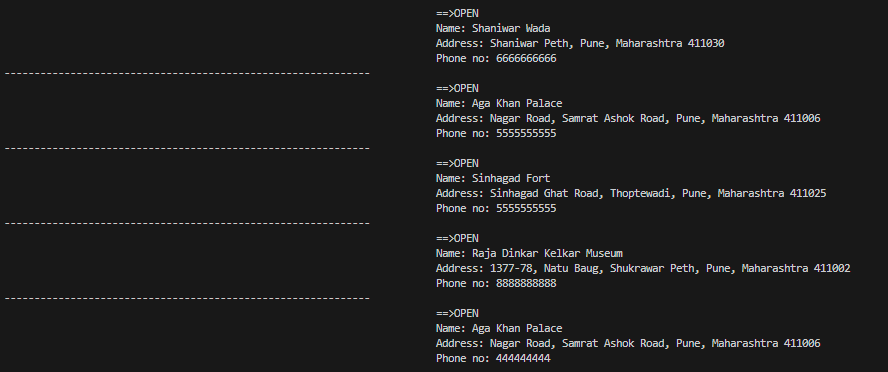 ==>OPEN
Name: Shaniwar Wada
Address: Shaniwar Peth, Pune, Maharashtra 411030
Phone no: 6666666666
-------------------------------------------------------------
==>OPEN
Name: Aga Khan Palace
Address: Nagar Road, Samrat Ashok Road, Pune, Maharashtra 411006
Phone no: 5555555555
-------------------------------------------------------------
==>OPEN
Name: Sinhagad Fort
Address: Sinhagad Ghat Road, Thoptewadi, Pune, Maharashtra 411025
Phone no: 5555555555
-------------------------------------------------------------
==>OPEN
Name: Raja Dinkar Kelkar Museum
Address: 1377-78, Natu Baug, Shukrawar Peth, Pune, Maharashtra 411002
Phone no: 8888888888
-------------------------------------------------------------
==>OPEN
Name: Aga Khan Palace
Address: Nagar Road, Samrat Ashok Road, Pune, Maharashtra 411006
Phone no: 444444444